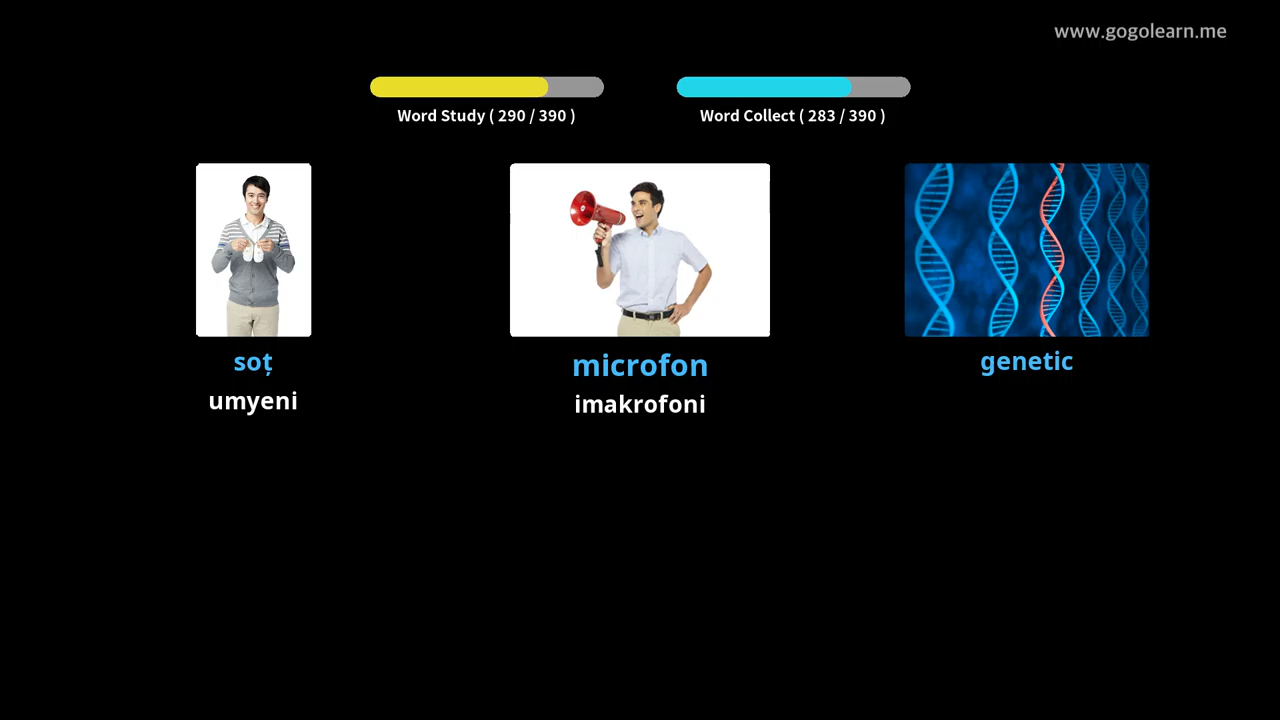 www.gogolearn.me
Word Study ( 290 / 390 )
Word Collect ( 283 / 390 )
soț
umyeni
microfon
imakrofoni
genetic